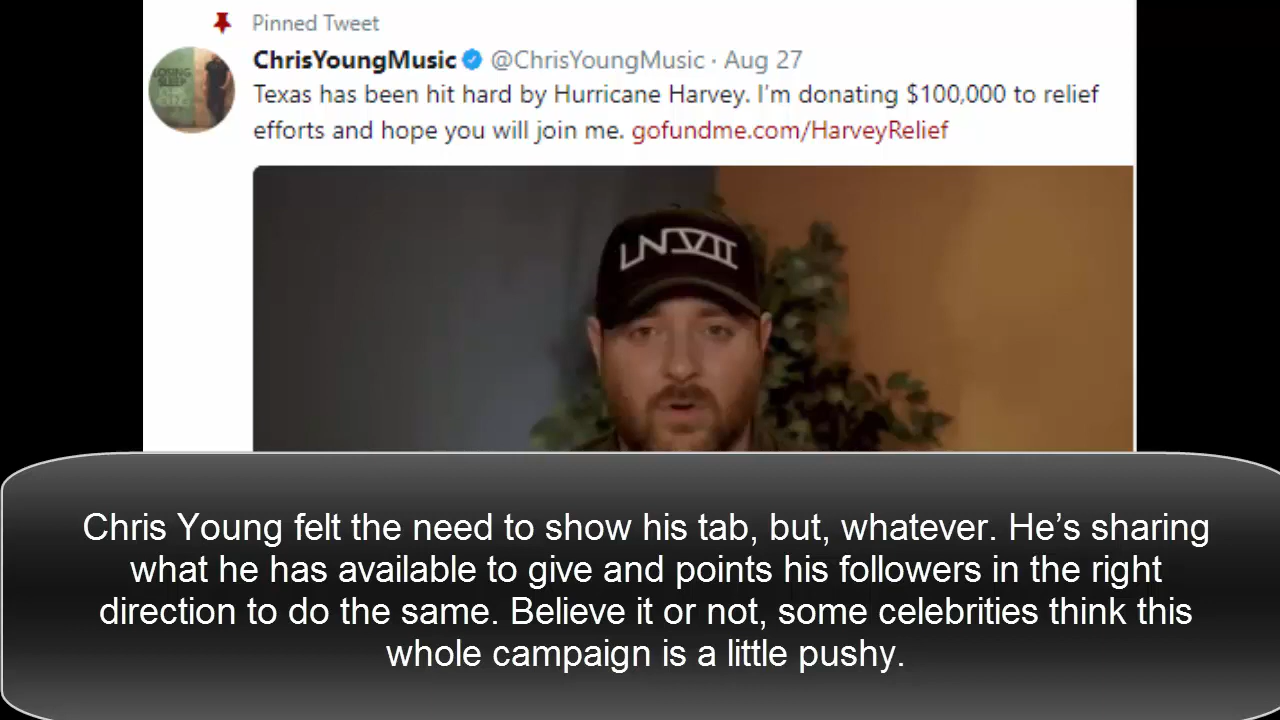 Pinned Tweet
ChrisYoungMusic @ChrisYoungMusic · Aug 27
Texas has been hit hard by Hurricane Harvey. I'm donating $100,000 to relief
efforts and hope you will join me. gofundme.com/HarveyRelief
LOSING
SLEEP
LNVII
Chris Young felt the need to show his tab, but, whatever. He’s sharing
what he has available to give and points his followers in the right
direction to do the same. Believe it or not, some celebrities think this
whole campaign is a little pushy.